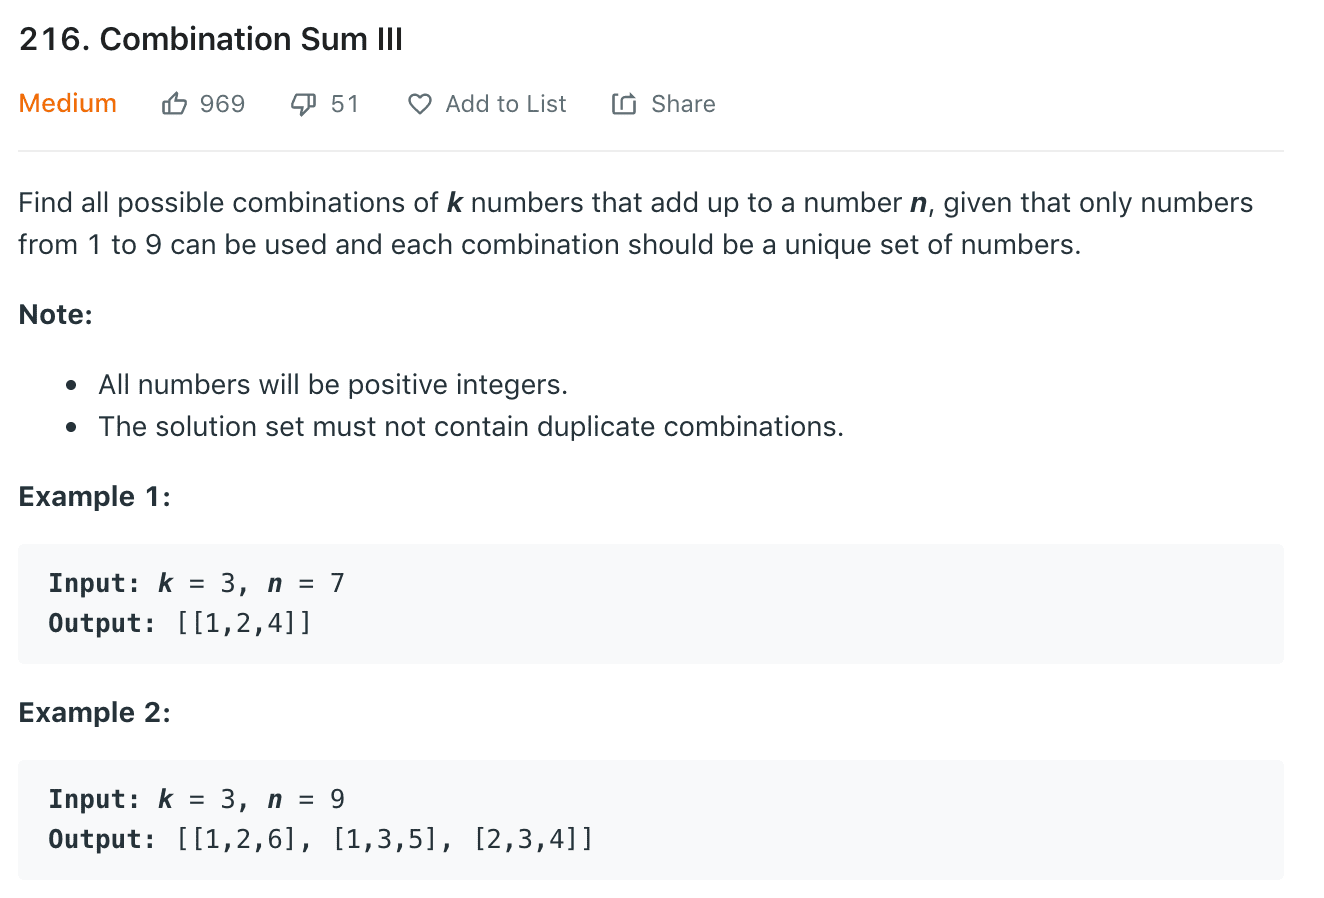 216. Combination Sum III
Medium 969 51 Add to List Share
Find all possible combinations of k numbers that add up to a number n, given that only numbers
from 1 to 9 can be used and each combination should be a unique set of numbers.
Note:
• All numbers will be positive integers.
• The solution set must not contain duplicate combinations.
Example 1:
Input: k = 3, n = 7
Output: [[1,2,4]]
Example 2:
Input: k = 3, n = 9
Output: [[1,2,6], [1,3,5], [2,3,4]]